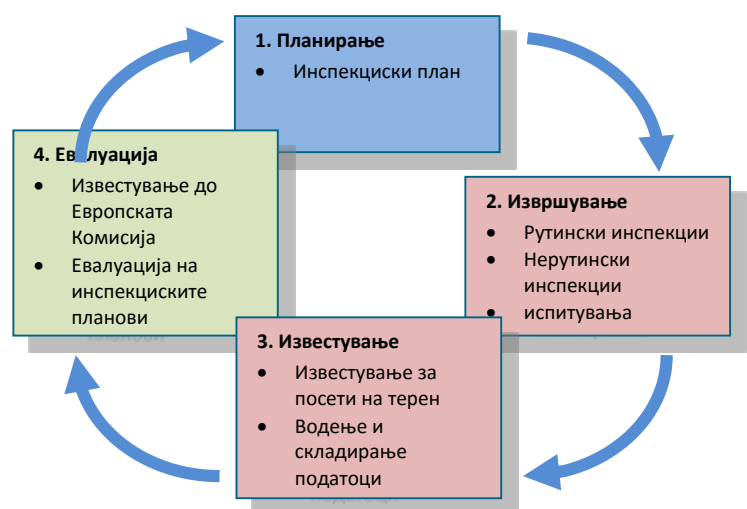 1. Планирање
• Инспекциски план
2. Извршување
• Рутински инспекции
• Нерутински
инспекции
• испитувања
3. Известување
• Известување за
посети на терен
• Водење и
складирање
податоци
4. Евалуација
• Известување до
Европската
Комисија
• Евалуација на
инспекциските
планови